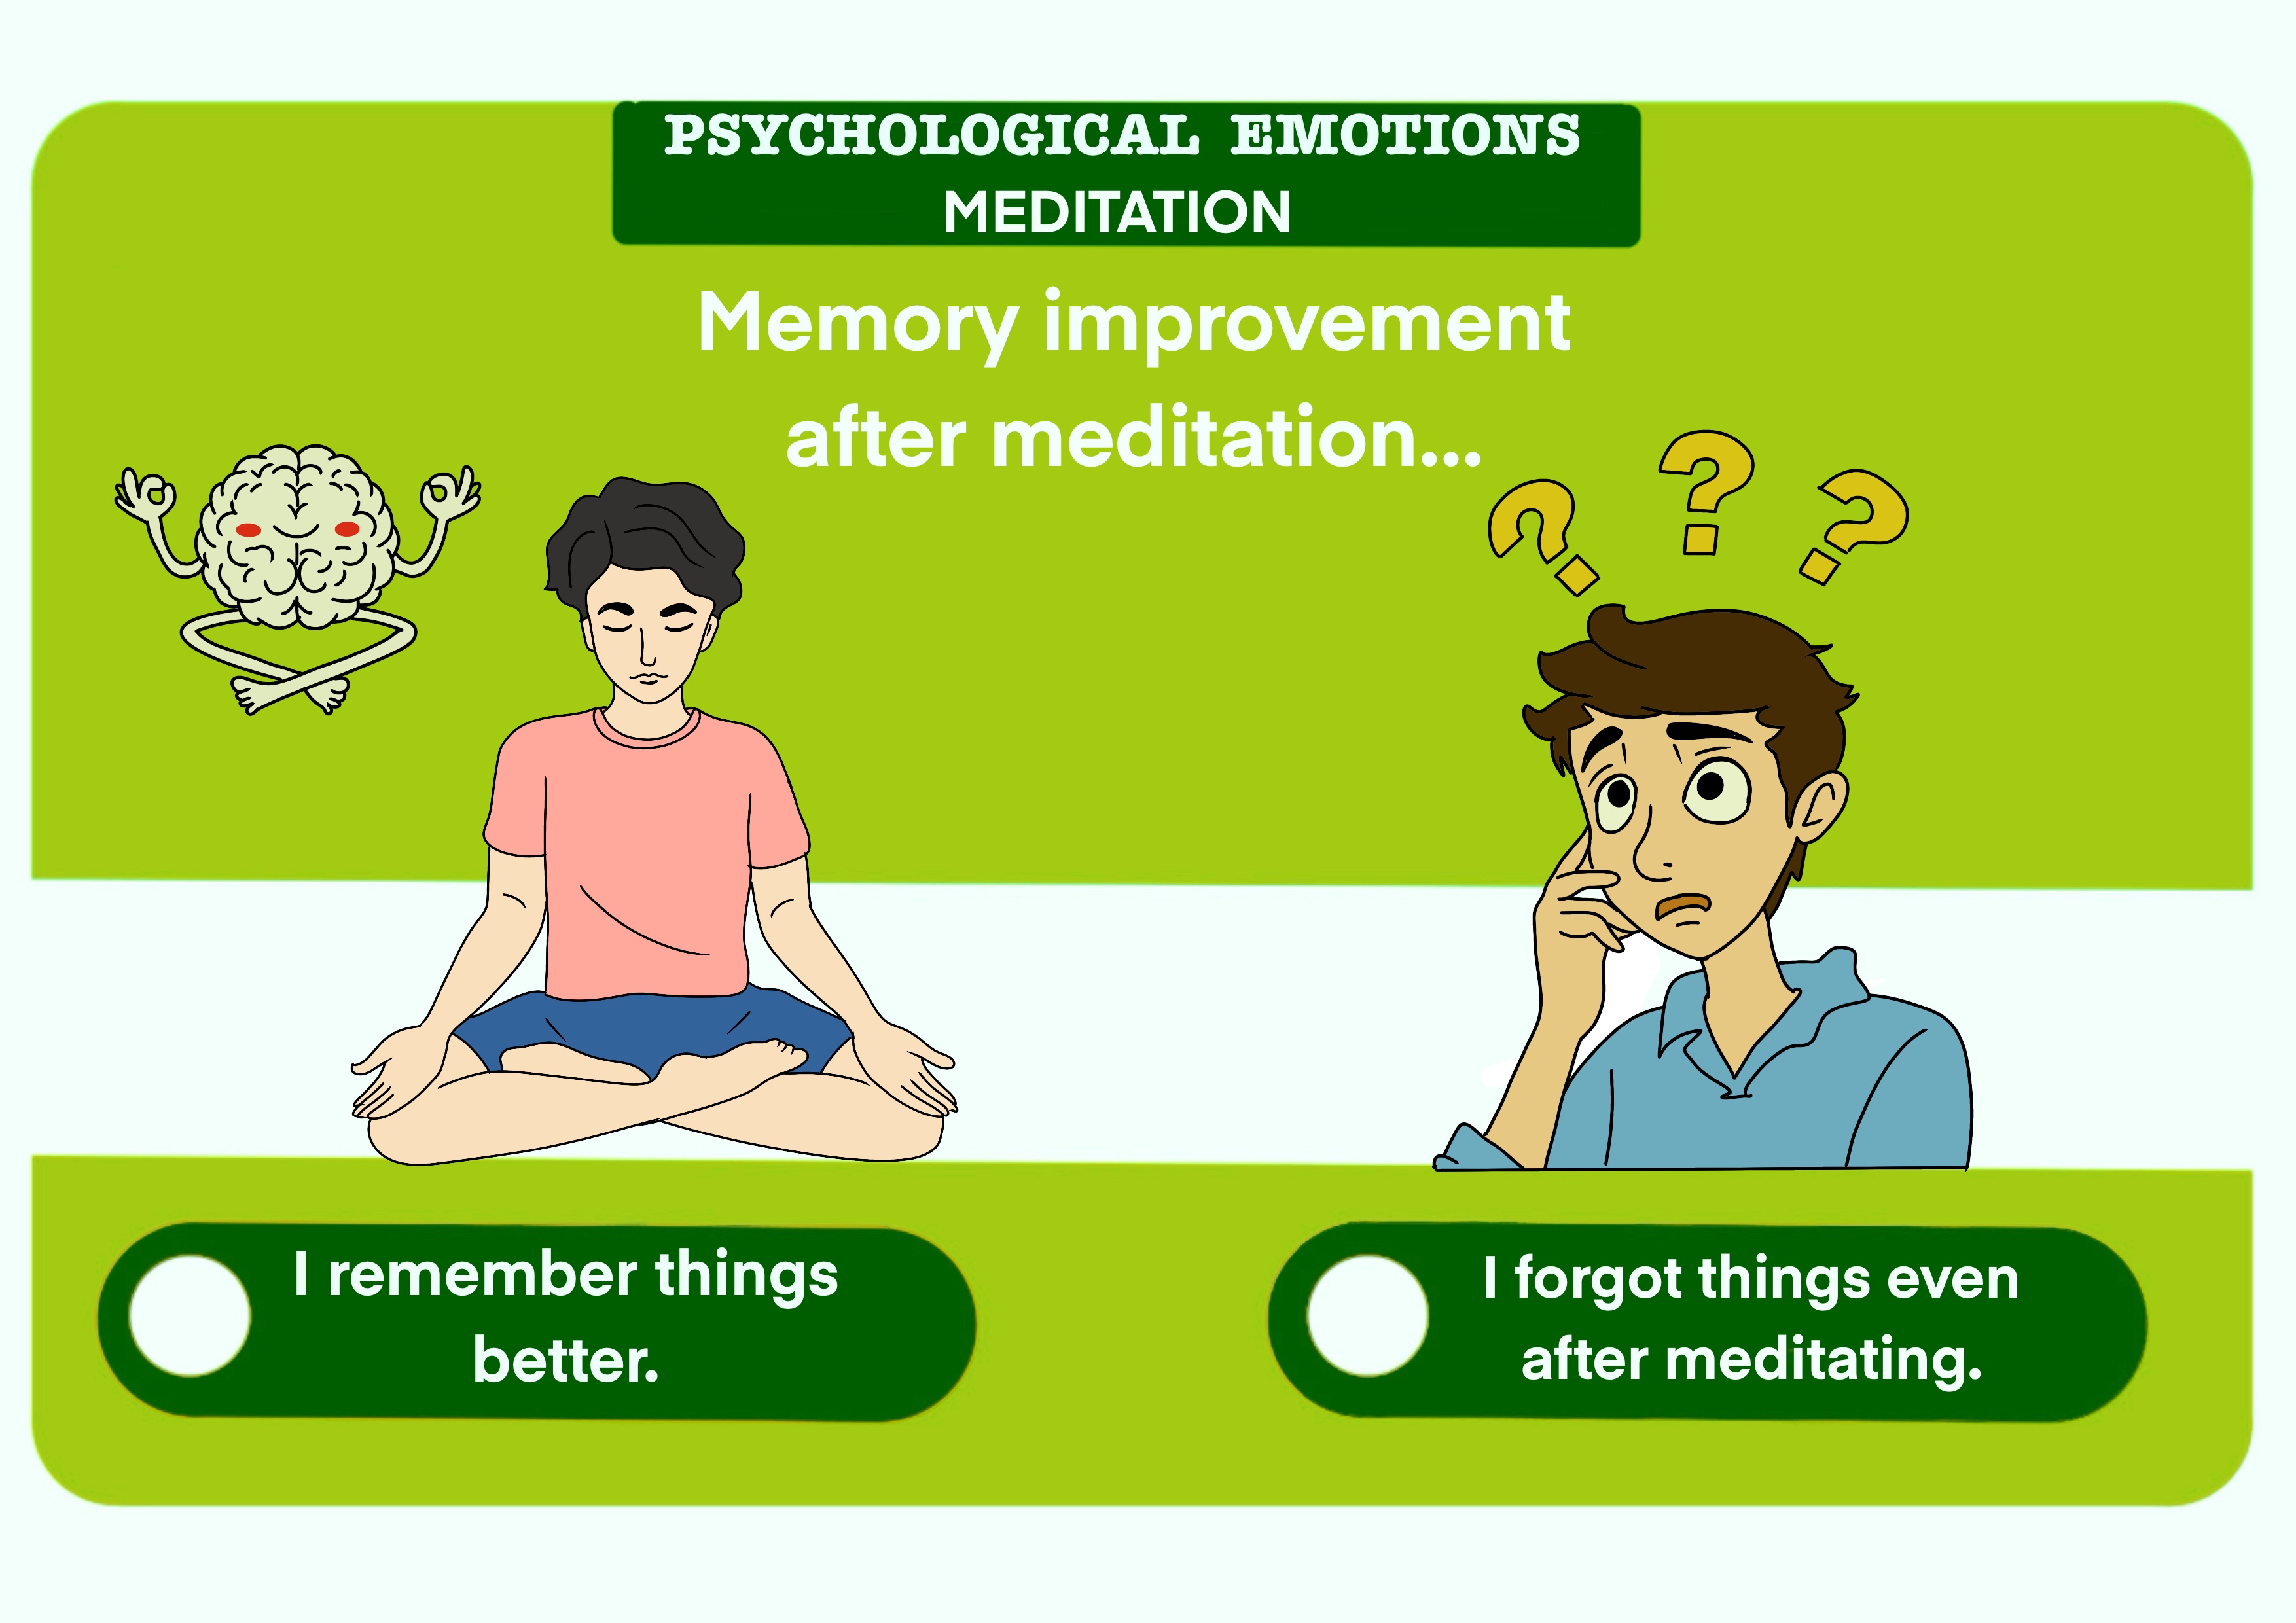 PSYCHOLOGICAL EMOTIONS
MEDITATION
Memory improvement
after meditation...
? ? ?
I remember things
better.
I forgot things even
after meditating.